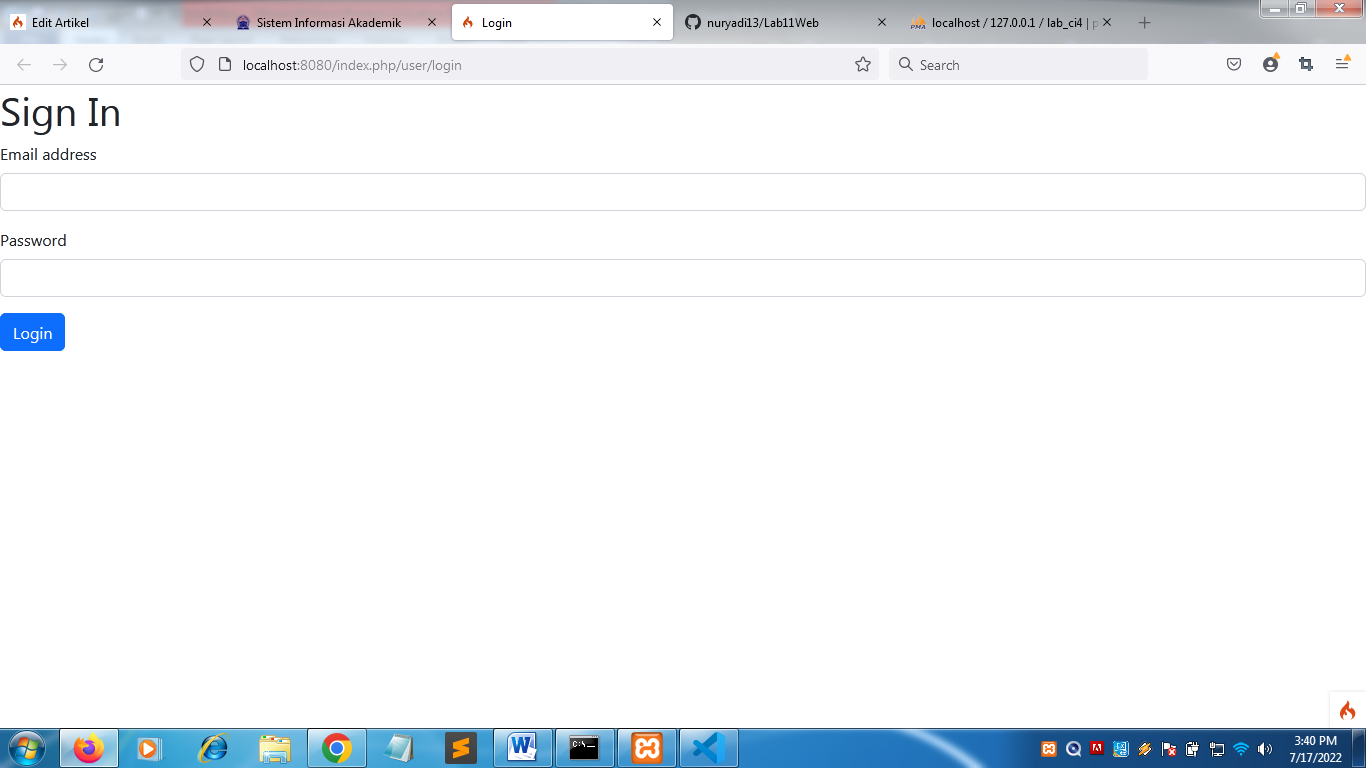 Edit Artikel
Sistem Informasi Akademik
Login
nuryadi13/Lab11Web
localhost / 127.0.0.1 / lab_ci4 | p
localhost:8080/index.php/user/login
Search
Sign In
Email address
Password
Login
3:40 PM
7/17/2022